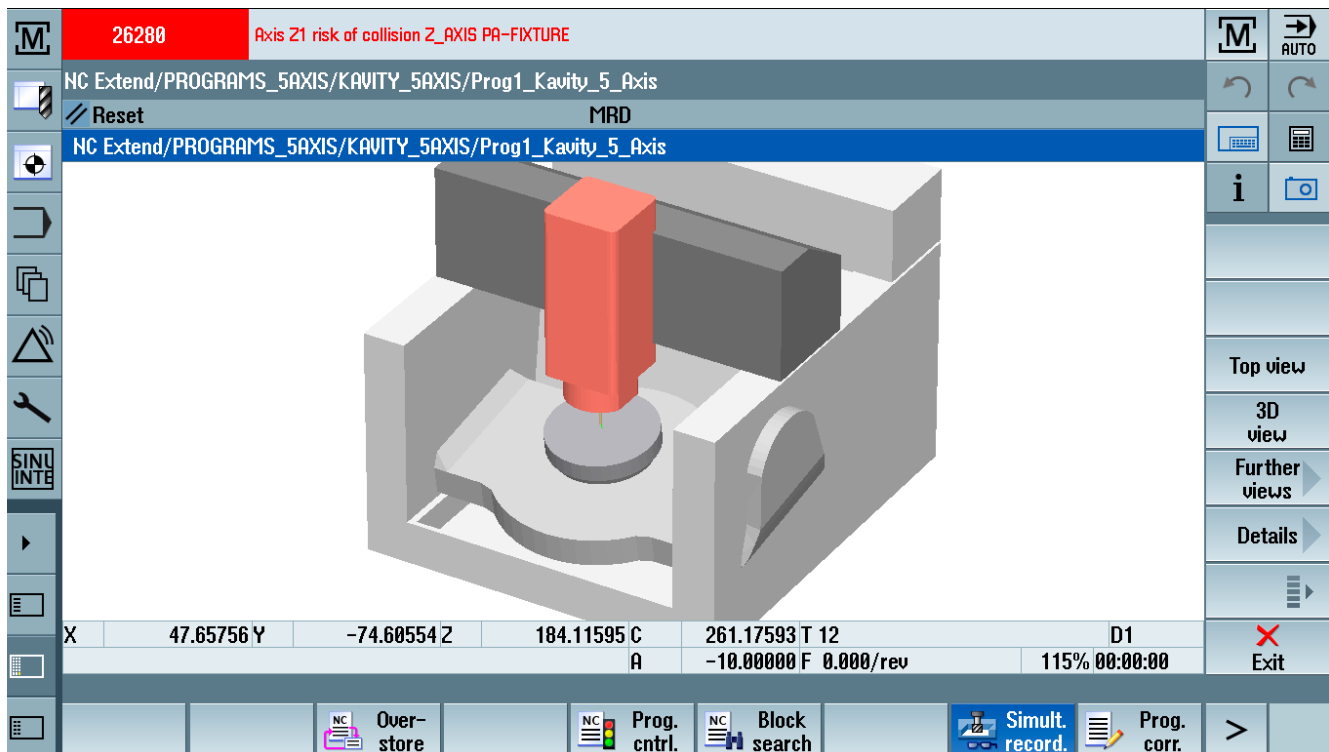 M
26280
Axis Z1 risk of collision Z_AXIS PA-FIXTURE
M
AUTO
NC Extend/PROGRAMS_5AXIS/KAVITY_5AXIS/Prog1_Kavity_5_Axis
Reset
MRD
NC Extend/PROGRAMS_5AXIS/KAVITY_5AXIS/Prog1_Kavity_5_Axis
i
SINU
INTE
Top view
3D
view
Further
views
Details
X 47.65756 Y -74.60554 Z 184.11595 C 261.17593 T 12 D1
A -10.00000 F 0.000/rev 115% 00:00:00
Exit
NC
Over-
store
NC
Prog.
cntrl.
NC
Block
search
Simult.
record.
Prog.
corr.
>